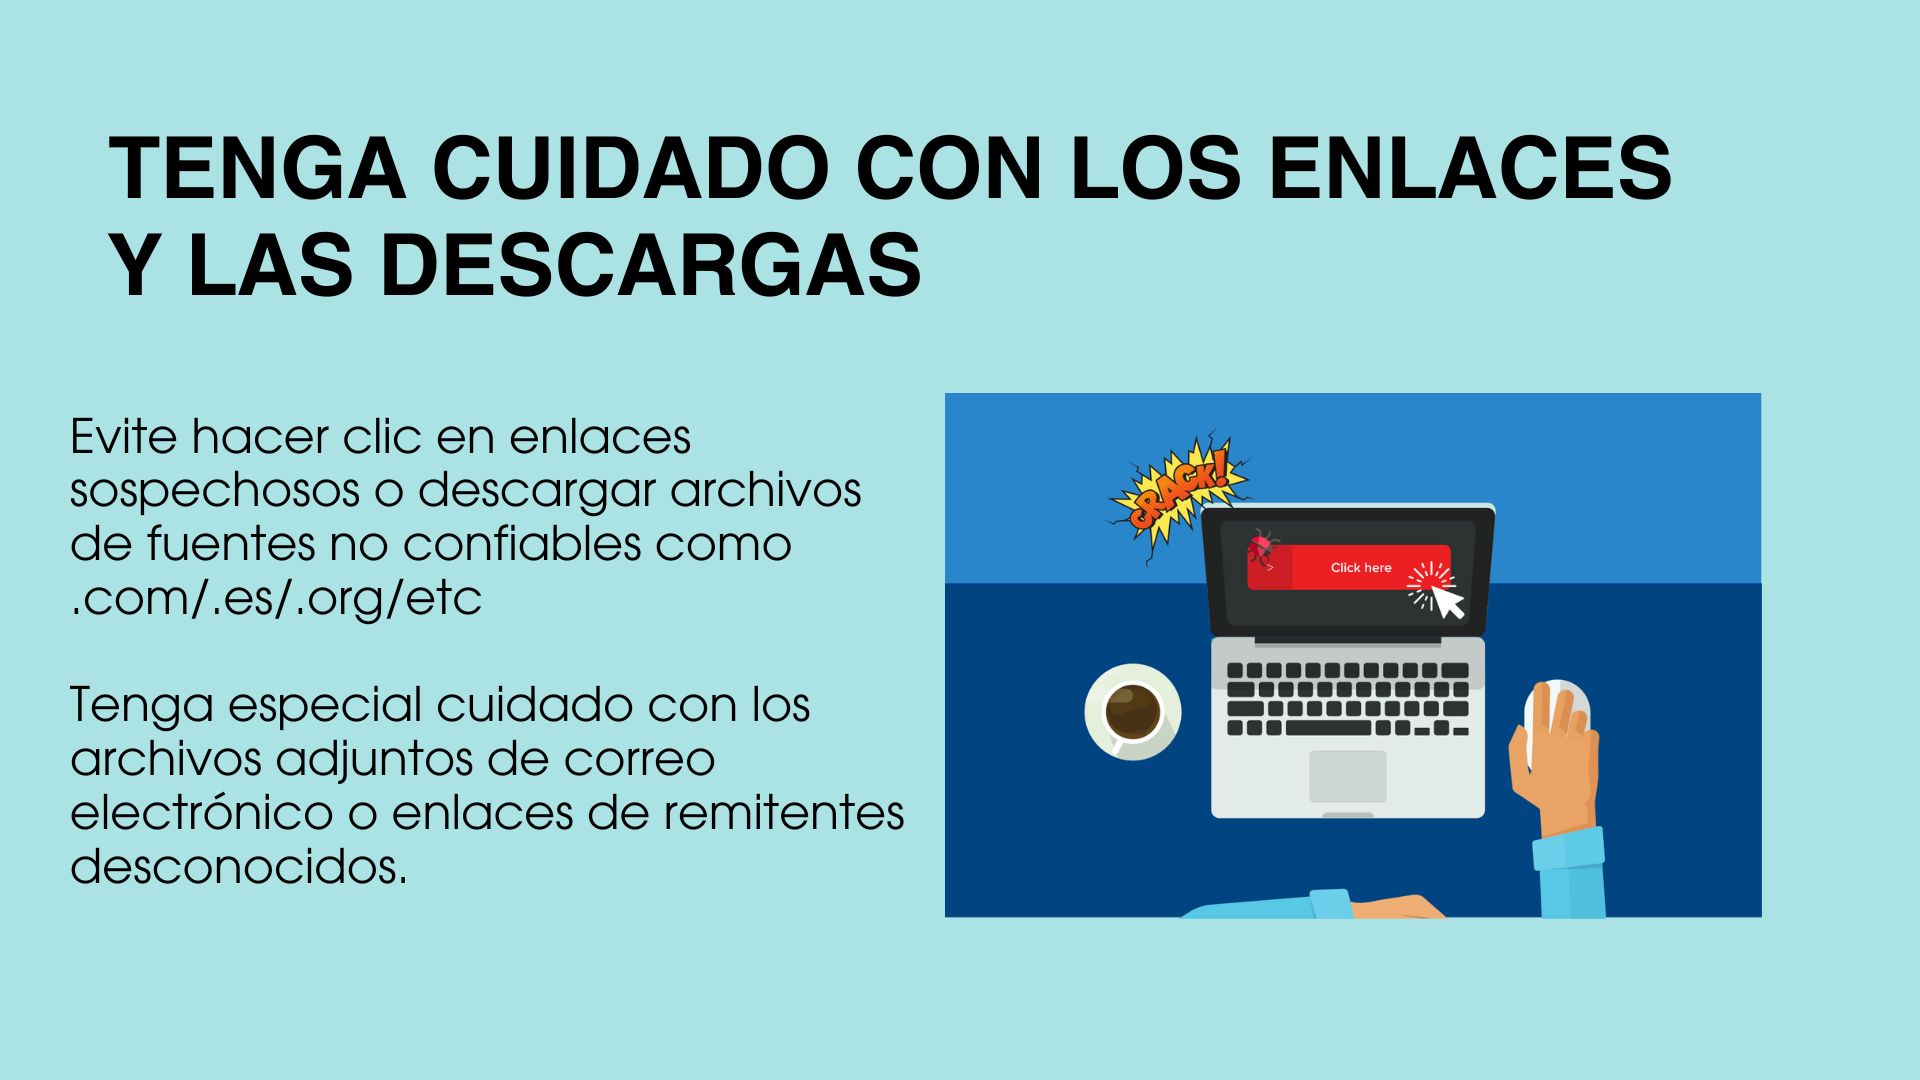 TENGA CUIDADO CON LOS ENLACES
Y LAS DESCARGAS
Evite hacer clic en enlaces
sospechosos o descargar archivos
de fuentes no confiables como
.com/.es/.org/etc
Tenga especial cuidado con los
archivos adjuntos de correo
electrónico o enlaces de remitentes
desconocidos.
CRACK!
> Click here